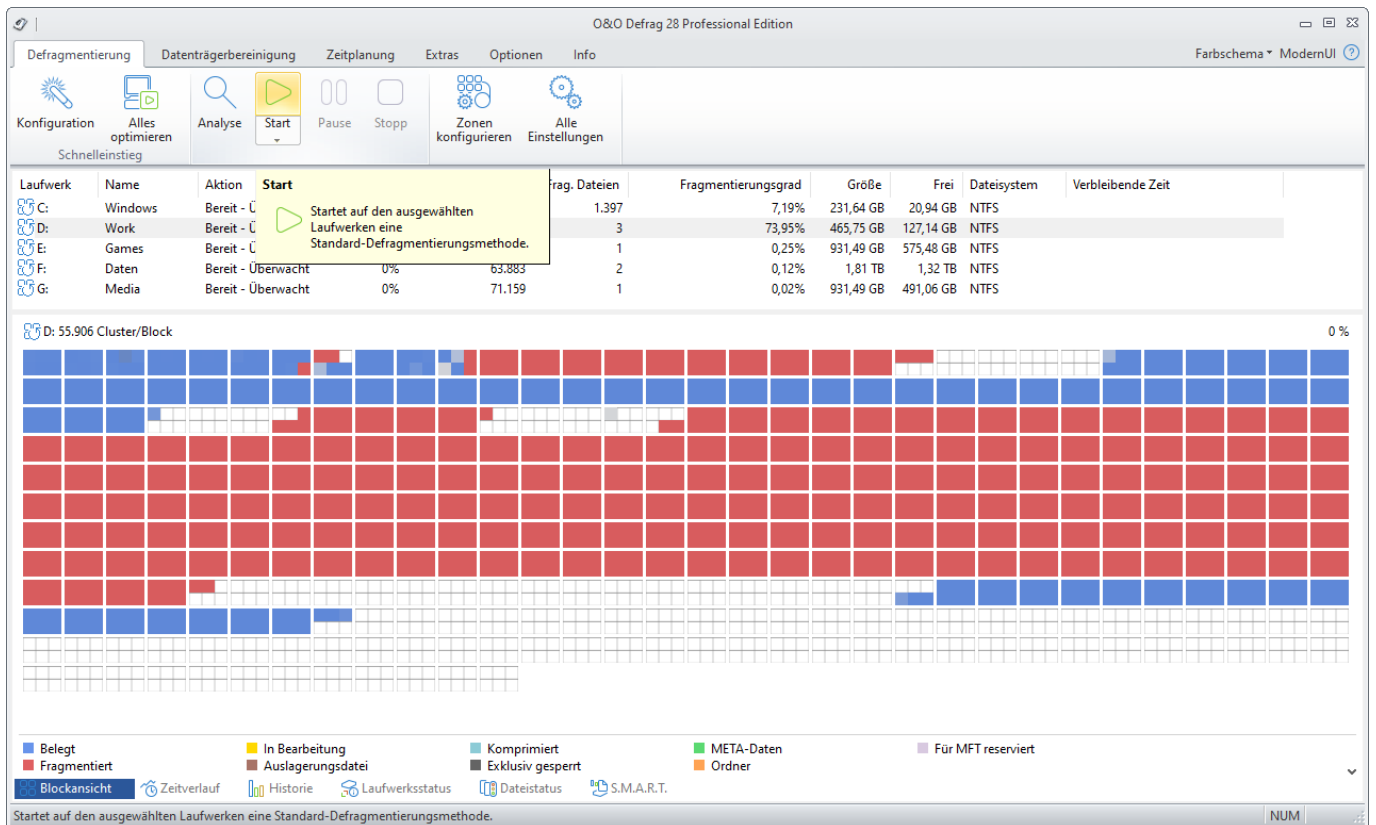 O&O Defrag 28 Professional Edition
Defragmentierung Datenträgerbereinigung Zeitplanung Extras Optionen Info Farbschema ModernUI ?
Konfiguration Alles optimieren Analyse Start Pause Stopp Zonen konfigurieren Alle Einstellungen
Schnelleinstieg
Laufwerk Name Aktion Frag. Dateien Fragmentierungsgrad Größe Frei Dateisystem Verbleibende Zeit
C: Windows Bereit - Ü 1.397 7,19% 231,64 GB 20,94 GB NTFS
D: Work Bereit - Ü 3 73,95% 465,75 GB 127,14 GB NTFS
E: Games Bereit - Ü 1 0,25% 931,49 GB 575,48 GB NTFS
F: Daten Bereit - Überwacht 0% 63.883 2 0,12% 1,81 TB 1,32 TB NTFS
G: Media Bereit - Überwacht 0% 71.159 1 0,02% 931,49 GB 491,06 GB NTFS
Start
Startet auf den ausgewählten
Laufwerken eine
Standard-Defragmentierungsmethode.
D: 55.906 Cluster/Block 0 %
Belegt In Bearbeitung Komprimiert META-Daten Für MFT reserviert
Fragmentiert Auslagerungsdatei Exklusiv gesperrt Ordner
Blockansicht Zeitverlauf Historie Laufwerksstatus Dateistatus S.M.A.R.T.
Startet auf den ausgewählten Laufwerken eine Standard-Defragmentierungsmethode. NUM